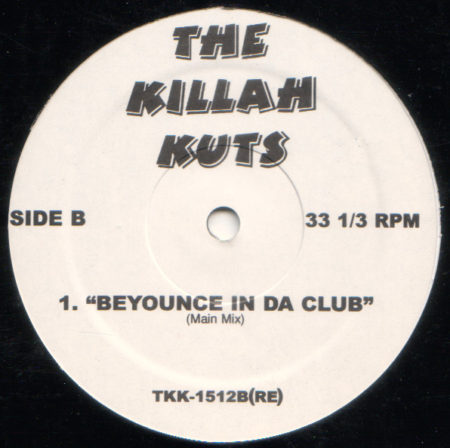 THE
KILLAH
KUTS
SIDE B 33 1/3 RPM
1. “BEYOUNCE IN DA CLUB”
(Main Mix)
TKK-1512B(RE)